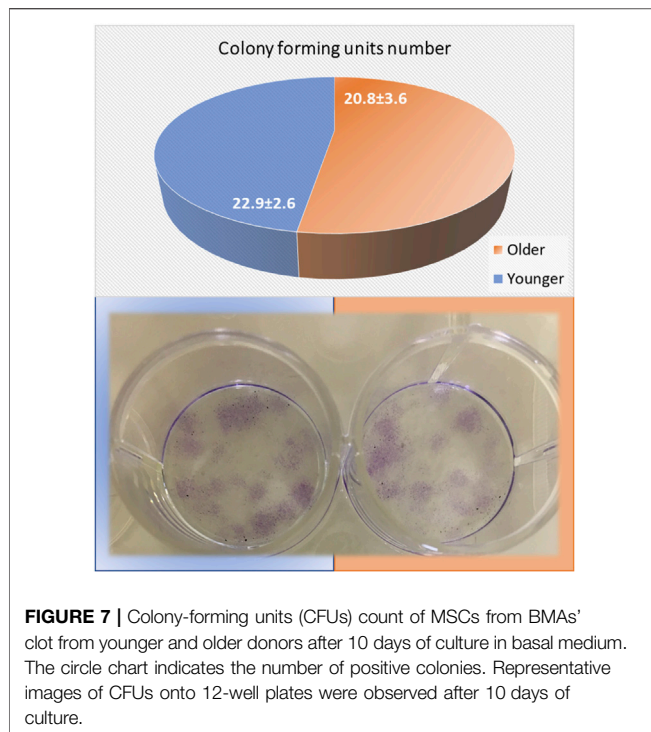 Colony forming units number
20.8±3.6
22.9±2.6
Older
Younger
FIGURE 7 | Colony-forming units (CFUs) count of MSCs from BMAs'
clot from younger and older donors after 10 days of culture in basal medium.
The circle chart indicates the number of positive colonies. Representative
images of CFUs onto 12-well plates were observed after 10 days of
culture.